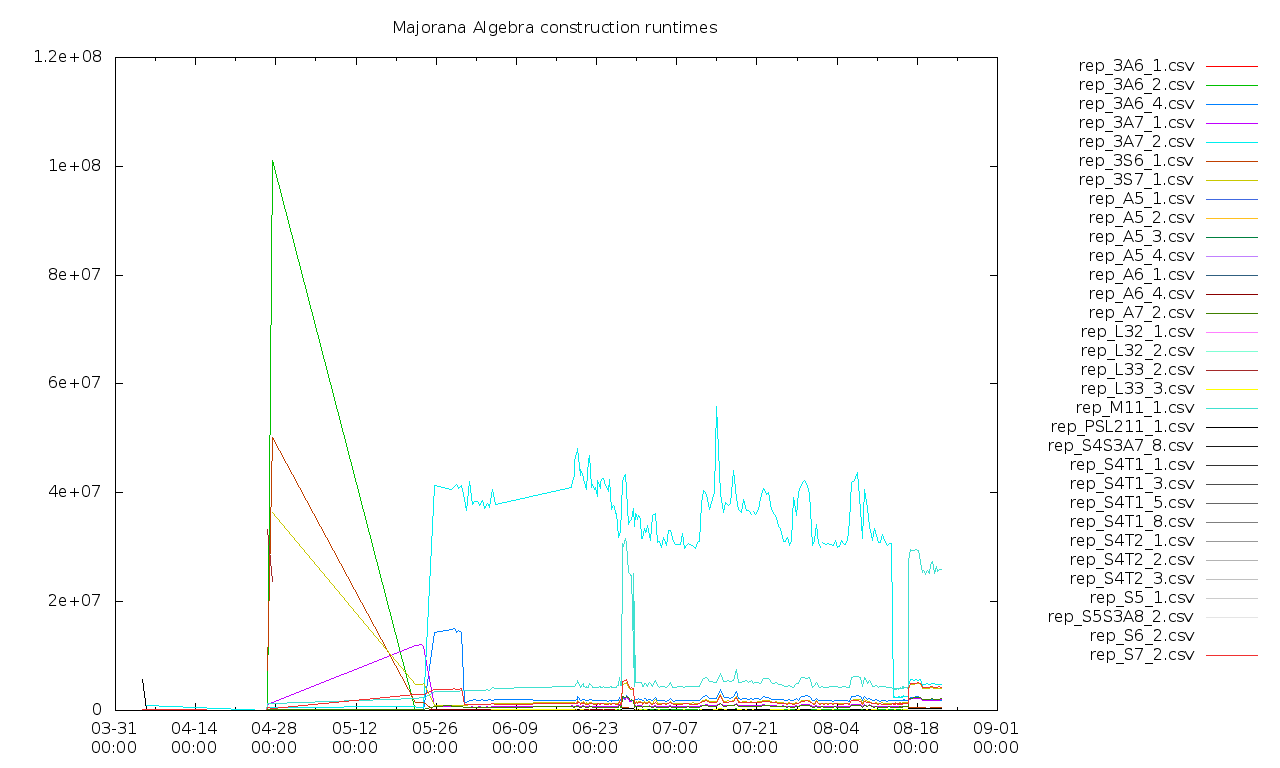 Majorana Algebra construction runtimes
1.2e+08
1e+08
8e+07
6e+07
4e+07
2e+07
0
03-31 00:00
04-14 00:00
04-28 00:00
05-12 00:00
05-26 00:00
06-09 00:00
06-23 00:00
07-07 00:00
07-21 00:00
08-04 00:00
08-18 00:00
09-01 00:00
rep_3A6_1.csv
rep_3A6_2.csv
rep_3A6_4.csv
rep_3A7_1.csv
rep_3A7_2.csv
rep_3S6_1.csv
rep_3S7_1.csv
rep_A5_1.csv
rep_A5_2.csv
rep_A5_3.csv
rep_A5_4.csv
rep_A6_1.csv
rep_A6_4.csv
rep_A7_2.csv
rep_L32_1.csv
rep_L32_2.csv
rep_L33_2.csv
rep_L33_3.csv
rep_M11_1.csv
rep_PSL211_1.csv
rep_S4S3A7_8.csv
rep_S4T1_1.csv
rep_S4T1_3.csv
rep_S4T1_5.csv
rep_S4T1_8.csv
rep_S4T2_1.csv
rep_S4T2_2.csv
rep_S4T2_3.csv
rep_S5_1.csv
rep_S5S3A8_2.csv
rep_S6_2.csv
rep_S7_2.csv